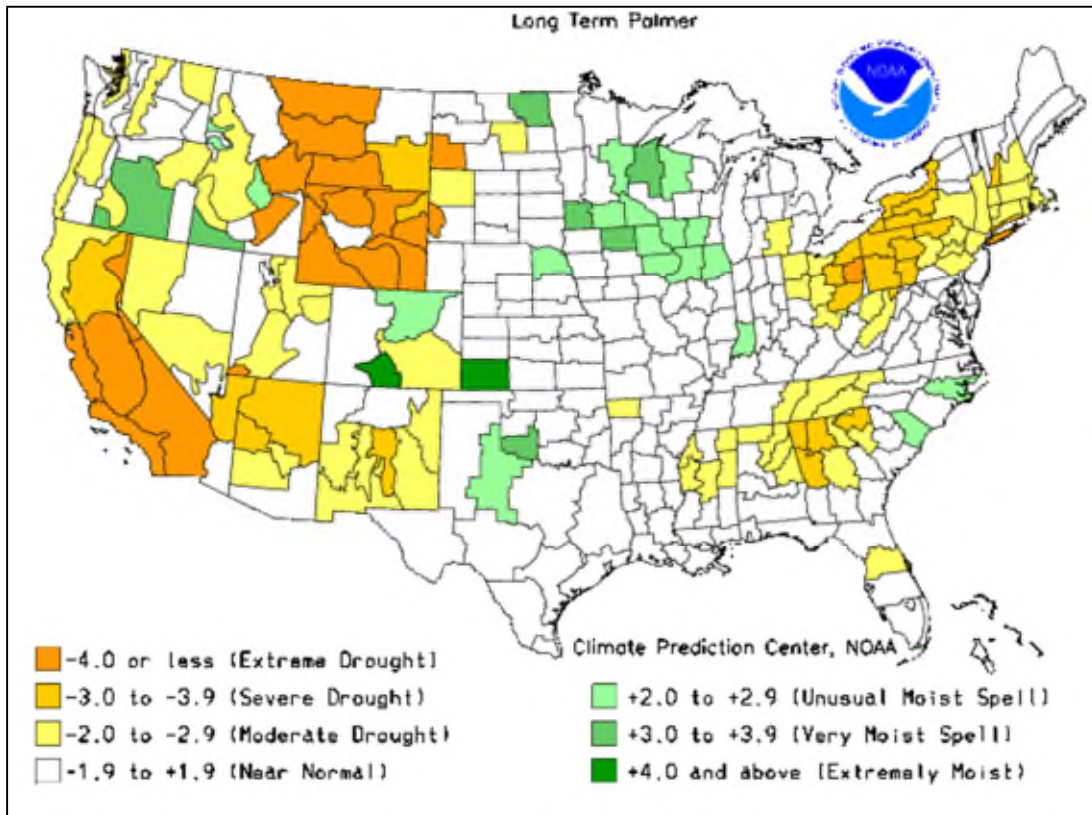 Long Term Palmer
NOAA
Climate Prediction Center, NOAA
-4.0 or less (Extreme Drought)
-3.0 to -3.9 (Severe Drought)
-2.0 to -2.9 (Moderate Drought)
-1.9 to +1.9 (Near Normal)
+2.0 to +2.9 (Unusual Moist Spell)
+3.0 to +3.9 (Very Moist Spell)
+4.0 and above (Extremely Moist)